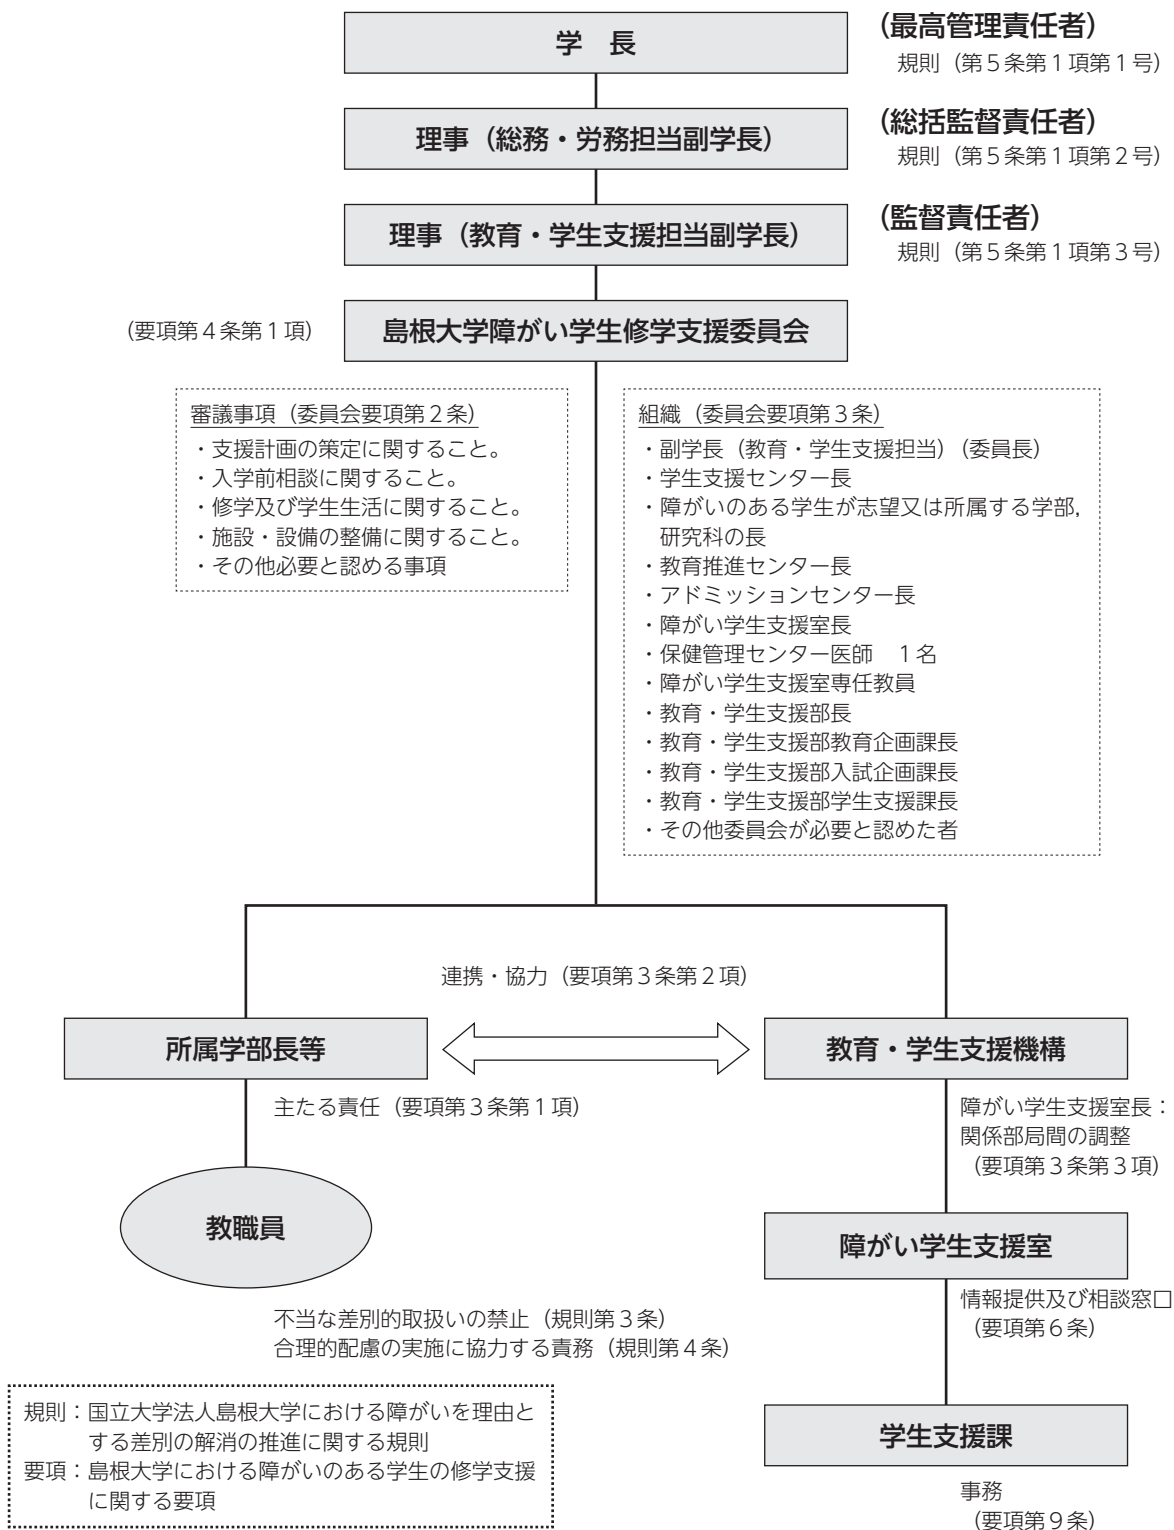 学　長
(最高管理責任者)
規則（第５条第１項第１号）
理事（総務・労務担当副学長）
(総括監督責任者)
規則（第５条第１項第２号）
理事（教育・学生支援担当副学長）
(監督責任者)
規則（第５条第１項第３号）
（要項第４条第１項）
島根大学障がい学生修学支援委員会
審議事項（委員会要項第２条）
・支援計画の策定に関すること。
・入学前相談に関すること。
・修学及び学生生活に関すること。
・施設・設備の整備に関すること。
・その他必要と認める事項
組織（委員会要項第３条）
・副学長（教育・学生支援担当）（委員長）
・学生支援センター長
・障がいのある学生が志望又は所属する学部，
研究科の長
・教育推進センター長
・アドミッションセンター長
・障がい学生支援室長
・保健管理センター医師　１名
・障がい学生支援室専任教員
・教育・学生支援部長
・教育・学生支援部教育企画課長
・教育・学生支援部入試企画課長
・教育・学生支援部学生支援課長
・その他委員会が必要と認めた者
連携・協力（要項第３条第２項）
所属学部長等
教育・学生支援機構
主たる責任（要項第３条第１項）
障がい学生支援室長：
関係部局間の調整
（要項第３条第３項）
教職員
障がい学生支援室
不当な差別的取扱いの禁止（規則第３条）
合理的配慮の実施に協力する責務（規則第４条）
情報提供及び相談窓口
（要項第６条）
規則：国立大学法人島根大学における障がいを理由と
する差別の解消の推進に関する規則
要項：島根大学における障がいのある学生の修学支援
に関する要項
学生支援課
事務
（要項第９条）